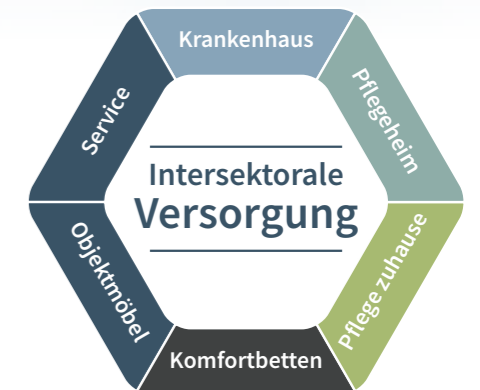 Krankenhaus
Pflegeheim
Pflege zuhause
Komfortbetten
Objektmöbel
Service
Intersektorale
Versorgung